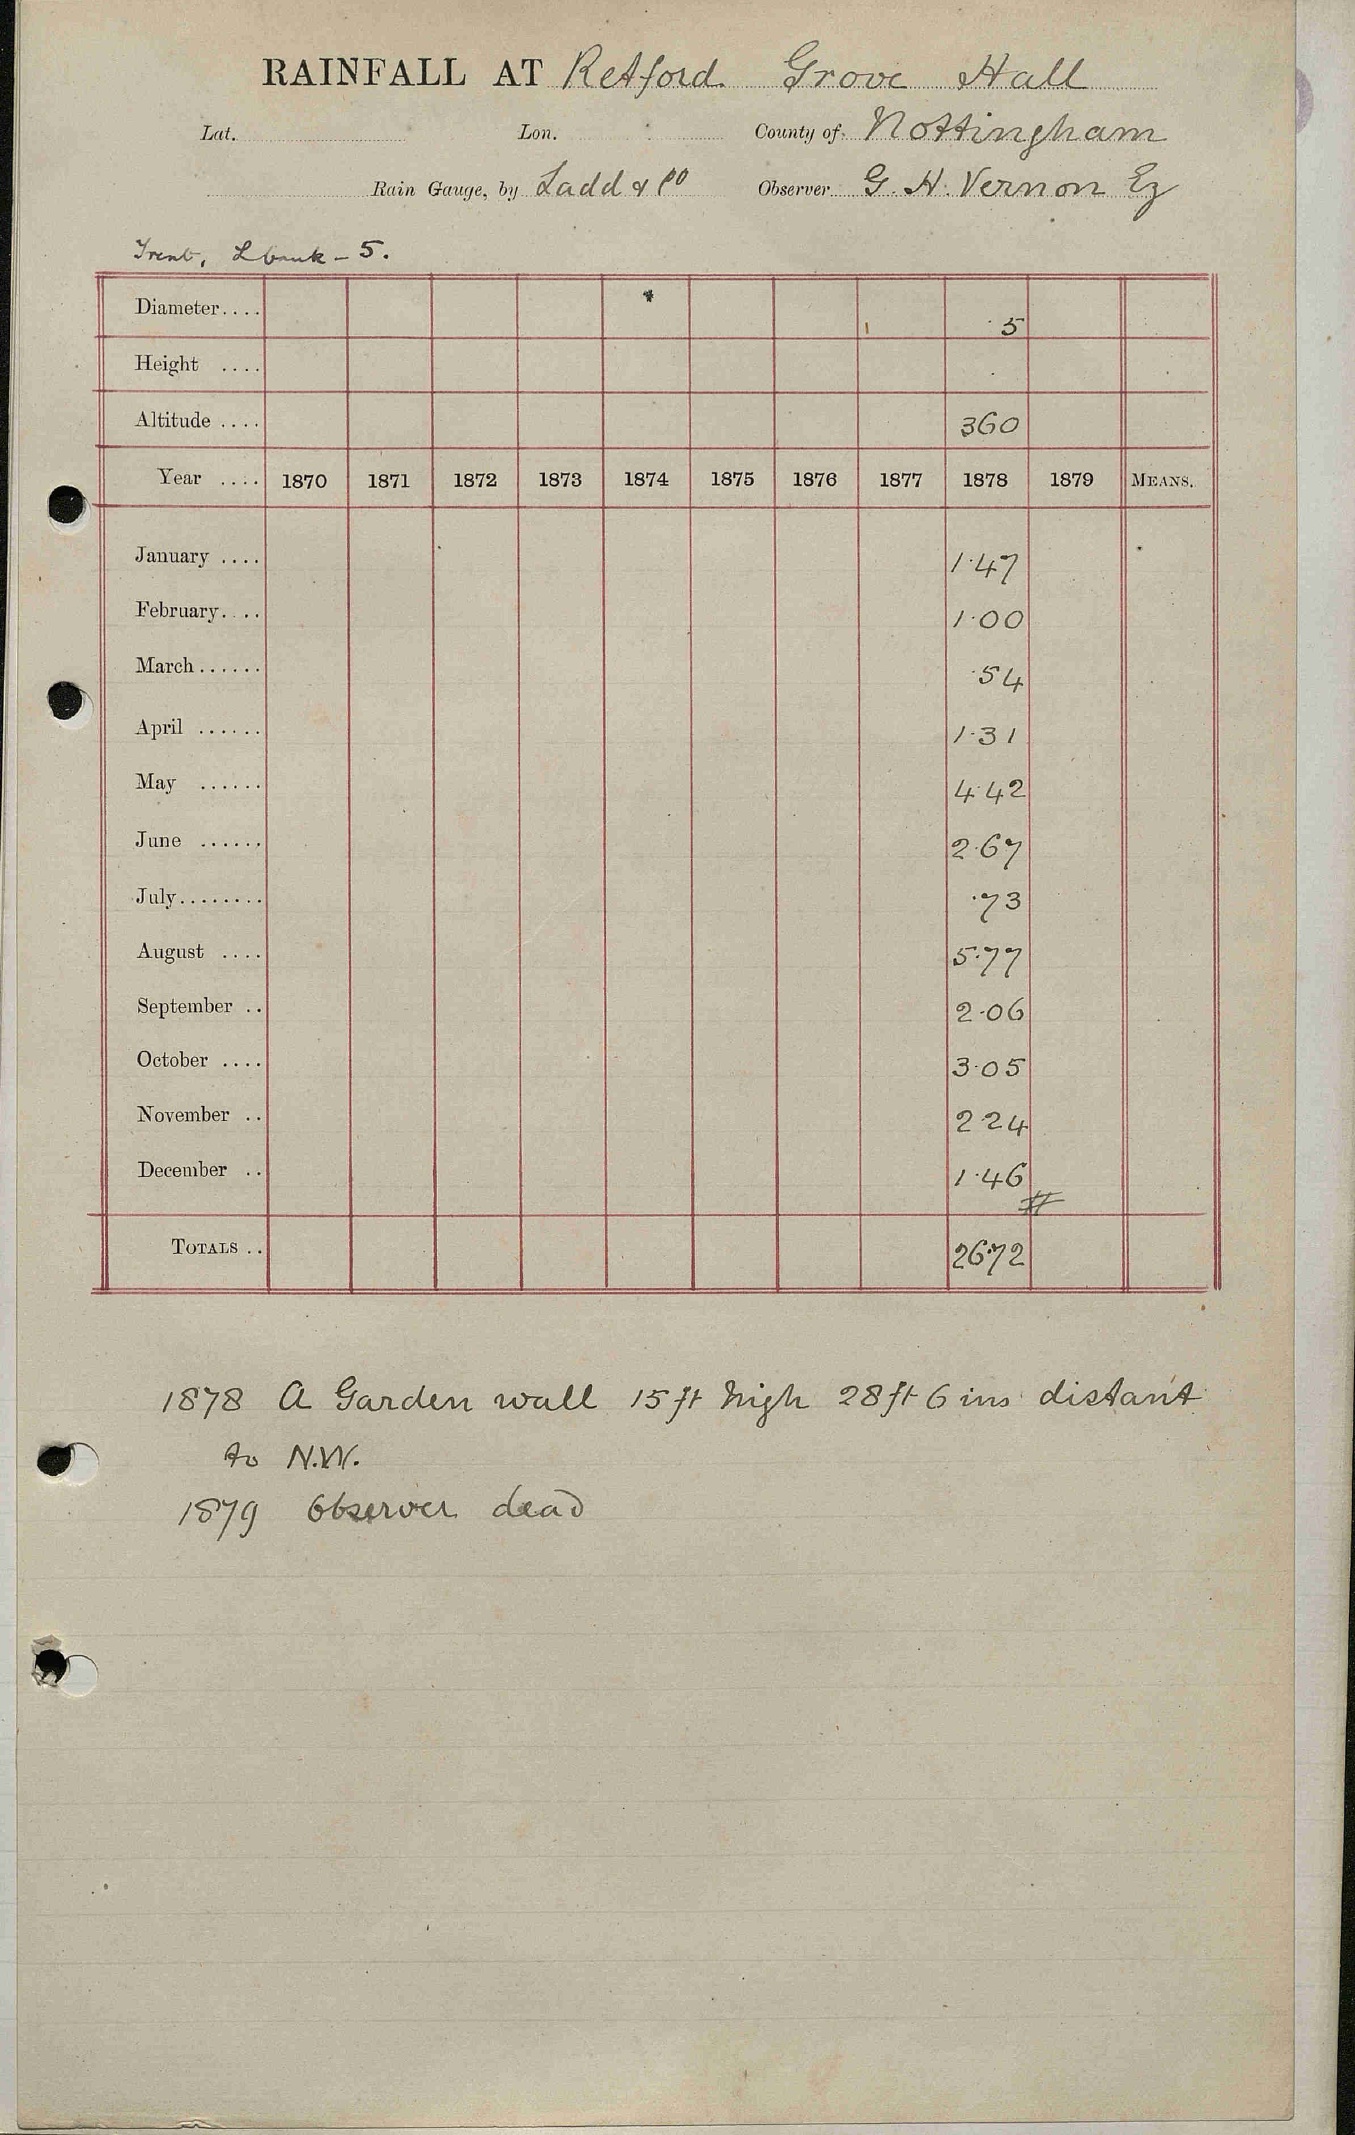 RAINFALL AT Retford Grove Hall
Lat. Lon. County of Nottingham
Rain Gauge, by Ladd & Co Observer G. H. Vernon Eq
Trent, L bank - 5.
Diameter.... 5
Height ....
Altitude .... 360
Year .... 1870 1871 1872 1873 1874 1875 1876 1877 1878 1879 MEANS.
January .... 1.47
February.... 1.00
March...... .54
April ...... 1.31
May ...... 4.42
June ...... 2.67
July........ .73
August .... 5.77
September .. 2.06
October .... 3.05
November .. 2 24
December .. 1.46
#
TOTALS .. 26.72
1878 A Garden wall 15 ft high 28 ft 6 ins distant
to N.W.
1879 Observer dead